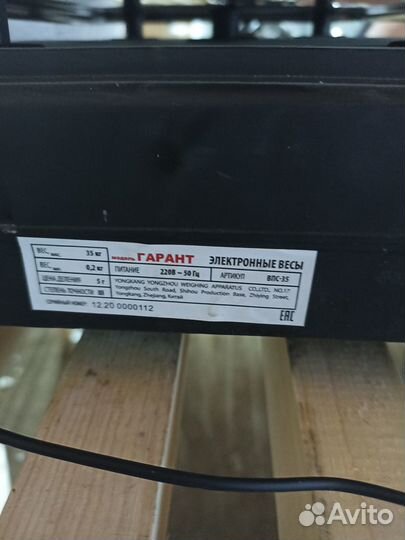 МОДЕЛЬ ГАРАНТ ЭЛЕКТРОННЫЕ ВЕСЫ
ВЕС, макс. 35 кг
ВЕС, мин. 0,2 кг
ЦЕНА ДЕЛЕНИЯ 5 г
СТЕПЕНЬ ТОЧНОСТИ III
ПИТАНИЕ 220В ~ 50 Гц АРТИКУЛ ВПС-35
YONGKANG YONGZHOU WEIGHING APPARATUS CO.,LTD, NO.17
Yongzhou South Road, Shizhu Production Base, Zhiying Street,
Yongkang, Zhejiang, Китай
СЕРИЙНЫЙ НОМЕР: 12.20 0000112
EAC
Avito